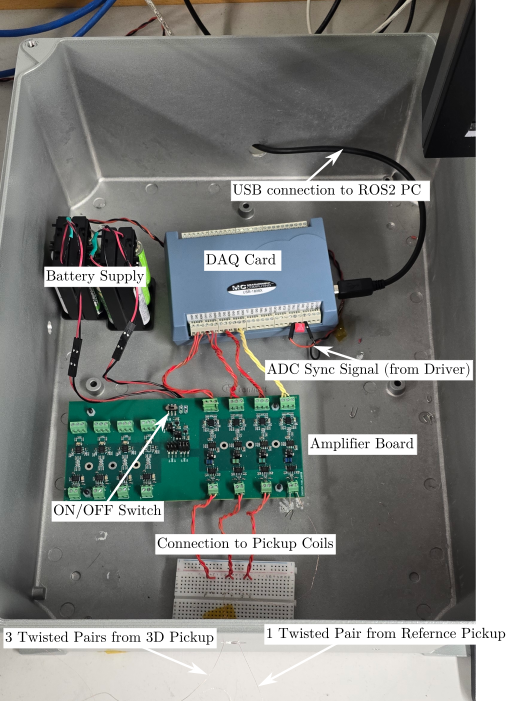 USB connection to ROS2 PC
DAQ Card
Battery Supply
ADC Sync Signal (from Driver)
Amplifier Board
ON/OFF Switch
Connection to Pickup Coils
3 Twisted Pairs from 3D Pickup
1 Twisted Pair from Refernce Pickup